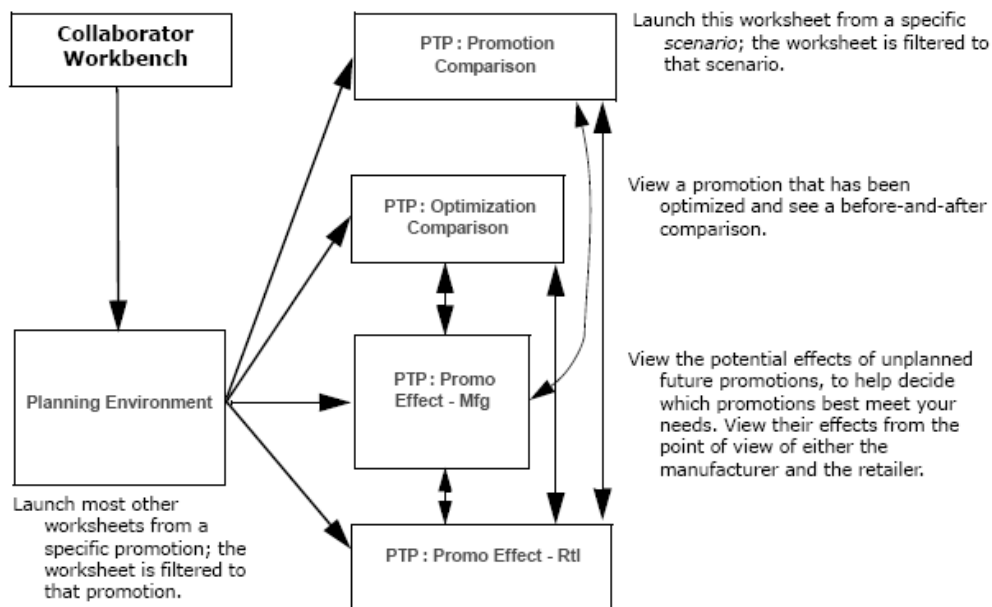 Collaborator
Workbench
PTP : Promotion
Comparison
Launch this worksheet from a specific
scenario; the worksheet is filtered to
that scenario.
PTP : Optimization
Comparison
View a promotion that has been
optimized and see a before-and-after
comparison.
Planning Environment
PTP : Promo
Effect - Mfg
View the potential effects of unplanned
future promotions, to help decide
which promotions best meet your
needs. View their effects from the
point of view of either the
manufacturer and the retailer.
Launch most other
worksheets from a
specific promotion; the
worksheet is filtered to
that promotion.
PTP : Promo Effect - Rtl